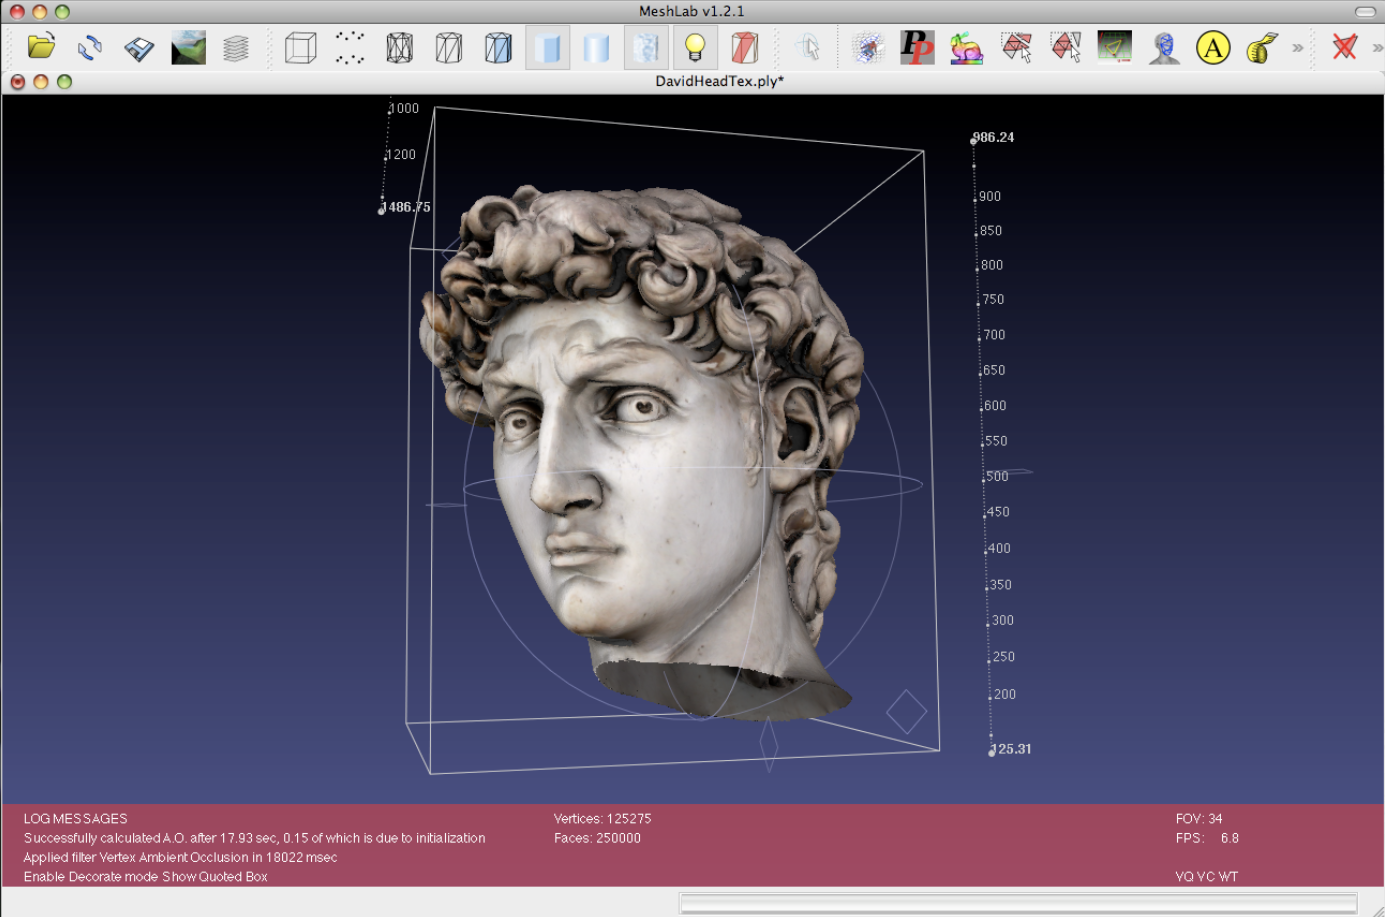 MeshLab v1.2.1
PP
A
»
»
DavidHeadTex.ply*
1000
1200
1486.75
986.24
900
850
800
750
700
650
600
550
500
450
400
350
300
250
200
125.31
LOG MESSAGES
Successfully calculated A.O. after 17.93 sec, 0.15 of which is due to initialization
Applied filter Vertex Ambient Occlusion in 18022 msec
Enable Decorate mode Show Quoted Box
Vertices: 125275
Faces: 250000
FOV: 34
FPS: 6.8
VQ VC WT